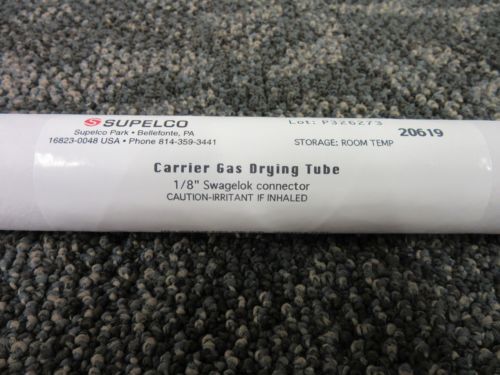 SUPELCO
Supelco Park • Bellefonte, PA
16823-0048 USA • Phone 814-359-3441
Lot: P326273
20619
STORAGE: ROOM TEMP
Carrier Gas Drying Tube
1/8" Swagelok connector
CAUTION-IRRITANT IF INHALED